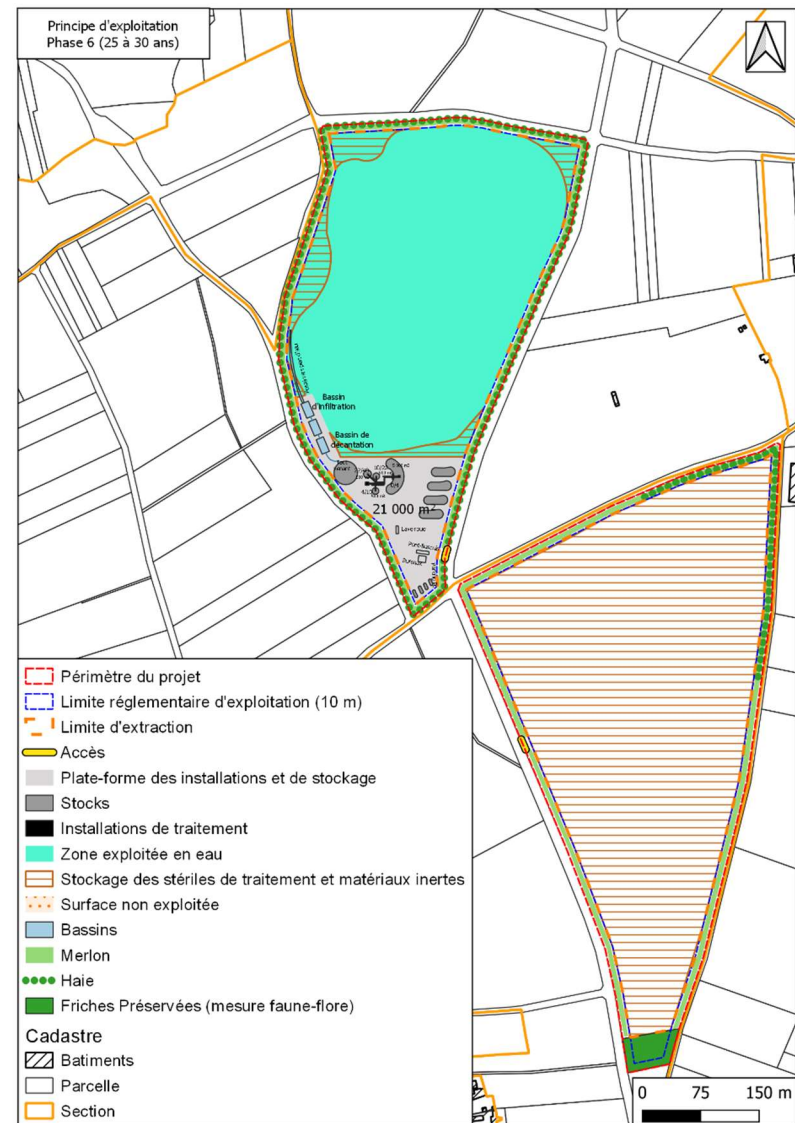 Principe d'exploitation
Phase 6 (25 à 30 ans)
Bassin
d'infiltration
Bassin de
décantation
21 000 m²
Périmètre du projet
Limite réglementaire d'exploitation (10 m)
Limite d'extraction
Accès
Plate-forme des installations et de stockage
Stocks
Installations de traitement
Zone exploitée en eau
Stockage des stériles de traitement et matériaux inertes
Surface non exploitée
Bassins
Merlon
Haie
Friches Préservées (mesure faune-flore)
Cadastre
Batiments
Parcelle
Section
0 75 150 m